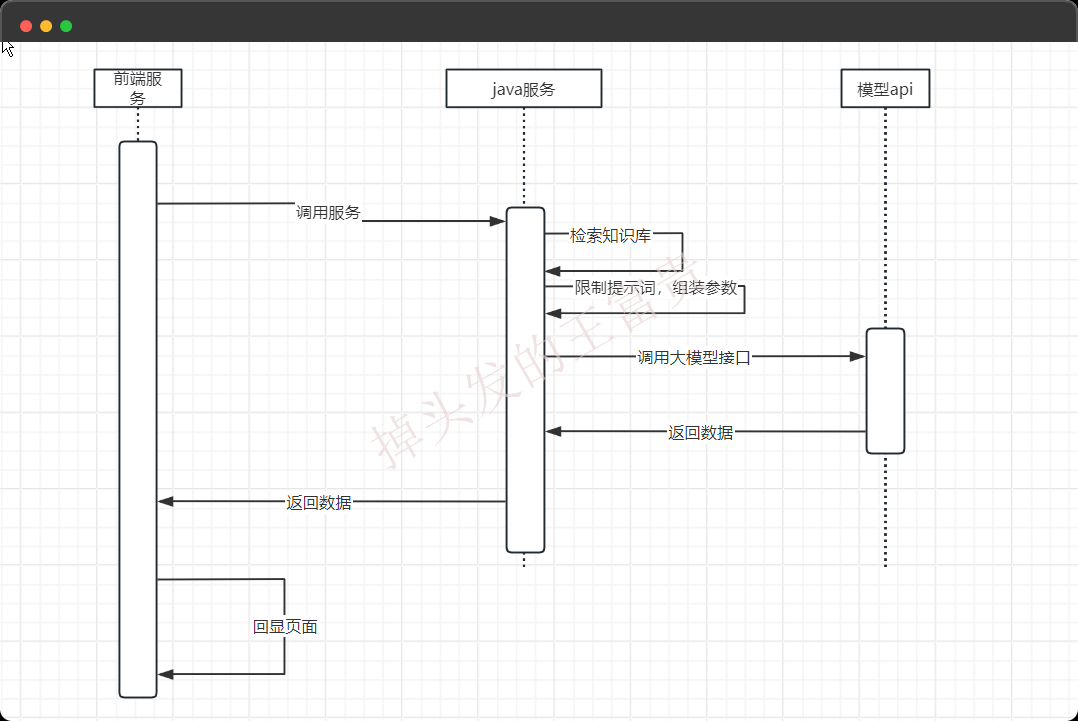 前端服
务
java服务
模型api
调用服务
检索知识库
限制提示词，组装参数
调用大模型接口
返回数据
返回数据
回显页面
掉头发的王富贵